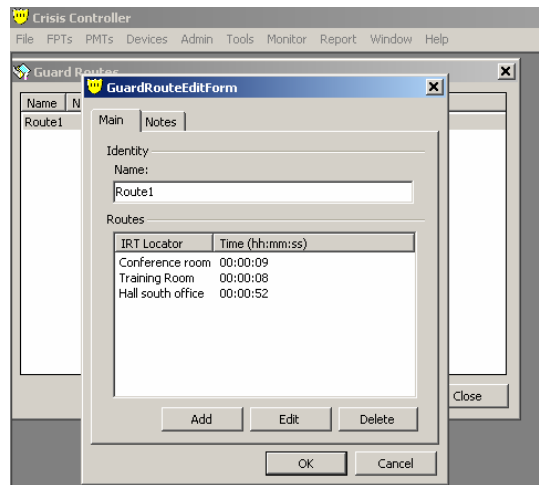 Crisis Controller
File FPTs PMTs Devices Admin Tools Monitor Report Window Help
Guard Routes
GuardRouteEditForm
Name N
Route1
Main Notes
Identity
Name:
Route1
Routes
IRT Locator Time (hh:mm:ss)
Conference room 00:00:09
Training Room 00:00:08
Hall south office 00:00:52
Close
Add Edit Delete
OK Cancel